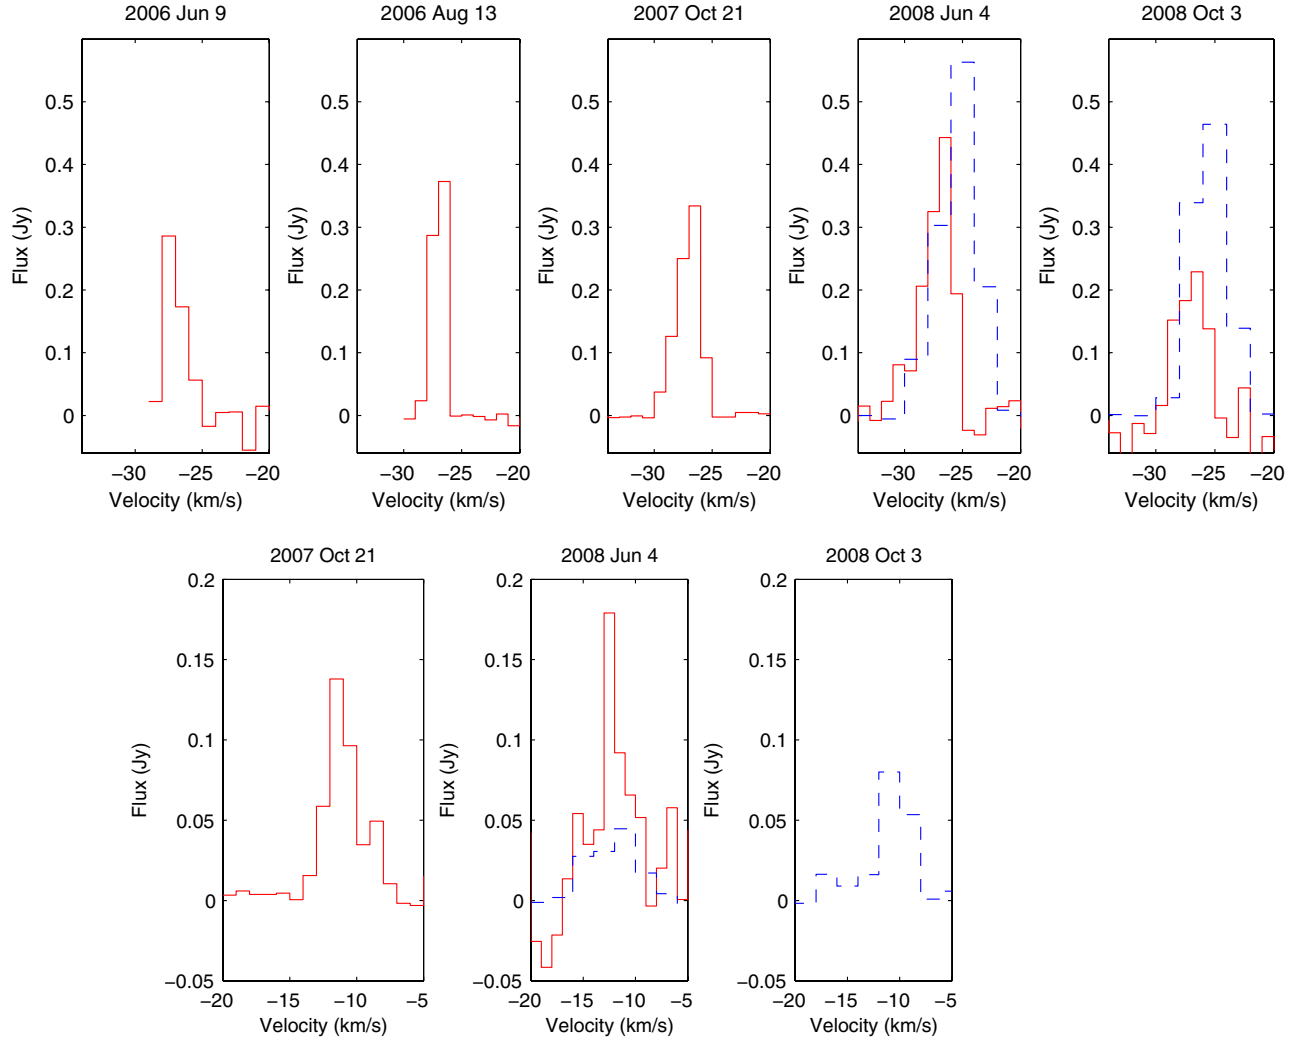 2006 Jun 9
2006 Aug 13
2007 Oct 21
2008 Jun 4
2008 Oct 3
Flux (Jy)
0.5
0.4
0.3
0.2
0.1
0
−30 −25 −20
Velocity (km/s)
Flux (Jy)
0.5
0.4
0.3
0.2
0.1
0
−30 −25 −20
Velocity (km/s)
Flux (Jy)
0.5
0.4
0.3
0.2
0.1
0
−30 −25 −20
Velocity (km/s)
Flux (Jy)
0.5
0.4
0.3
0.2
0.1
0
−30 −25 −20
Velocity (km/s)
Flux (Jy)
0.5
0.4
0.3
0.2
0.1
0
−30 −25 −20
Velocity (km/s)
2007 Oct 21
2008 Jun 4
2008 Oct 3
Flux (Jy)
0.2
0.15
0.1
0.05
0
−0.05
−20 −15 −10 −5
Velocity (km/s)
Flux (Jy)
0.2
0.15
0.1
0.05
0
−0.05
−20 −15 −10 −5
Velocity (km/s)
Flux (Jy)
0.2
0.15
0.1
0.05
0
−0.05
−20 −15 −10 −5
Velocity (km/s)